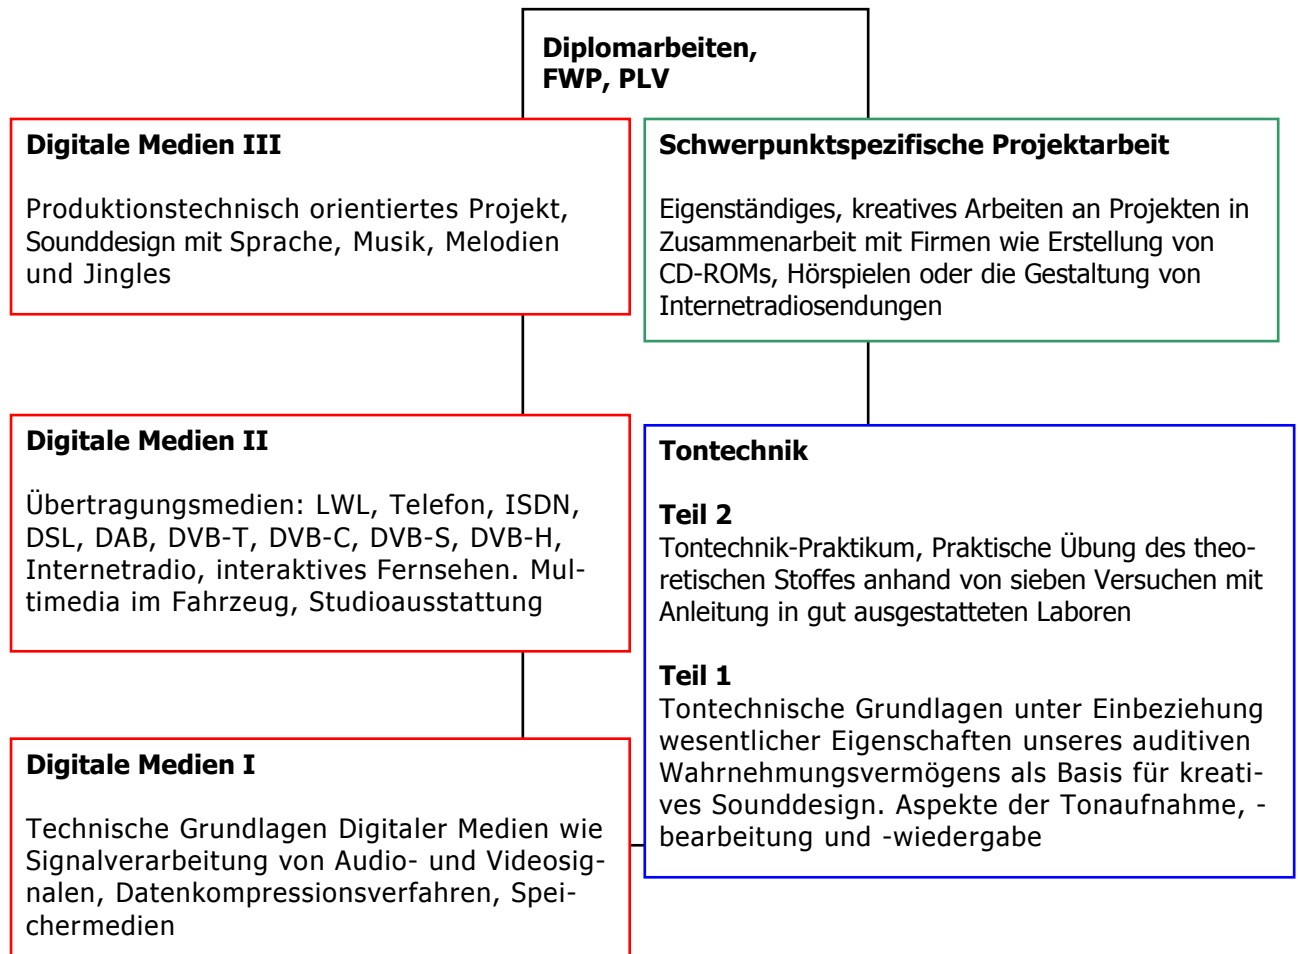 Diplomarbeiten,
FWP, PLV
Digitale Medien III
Produktionstechnisch orientiertes Projekt,
Sounddesign mit Sprache, Musik, Melodien
und Jingles
Schwerpunktspezifische Projektarbeit
Eigenständiges, kreatives Arbeiten an Projekten in
Zusammenarbeit mit Firmen wie Erstellung von
CD-ROMs, Hörspielen oder die Gestaltung von
Internetradiosendungen
Digitale Medien II
Übertragungsmedien: LWL, Telefon, ISDN,
DSL, DAB, DVB-T, DVB-C, DVB-S, DVB-H,
Internetradio, interaktives Fernsehen. Mul-
timedia im Fahrzeug, Studioausstattung
Tontechnik
Teil 2
Tontechnik-Praktikum, Praktische Übung des theo-
retischen Stoffes anhand von sieben Versuchen mit
Anleitung in gut ausgestatteten Laboren
Teil 1
Tontechnische Grundlagen unter Einbeziehung
wesentlicher Eigenschaften unseres auditiven
Wahrnehmungsvermögens als Basis für kreati-
ves Sounddesign. Aspekte der Tonaufnahme, -
bearbeitung und -wiedergabe
Digitale Medien I
Technische Grundlagen Digitaler Medien wie
Signalverarbeitung von Audio- und Videosig-
nalen, Datenkompressionsverfahren, Spei-
chermedien